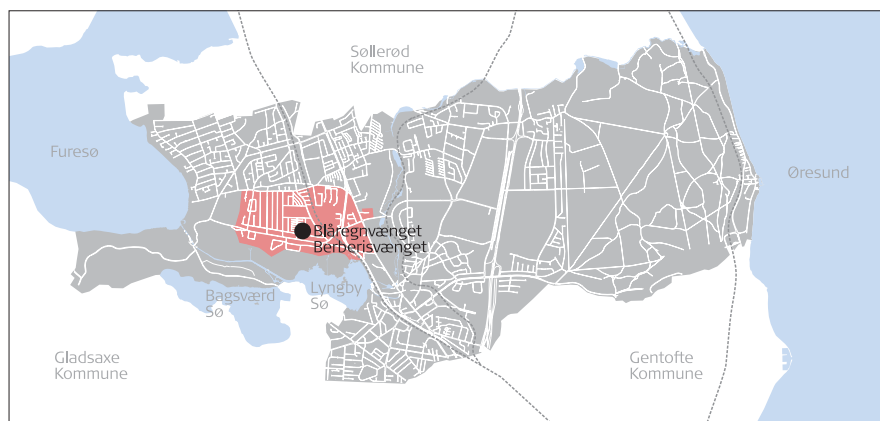 Søllerød
Kommune
Furesø
Øresund
Blåregnvænget
Berberisvænget
Bagsværd
Sø
Lyngby
Sø
Gladsaxe
Kommune
Gentofte
Kommune